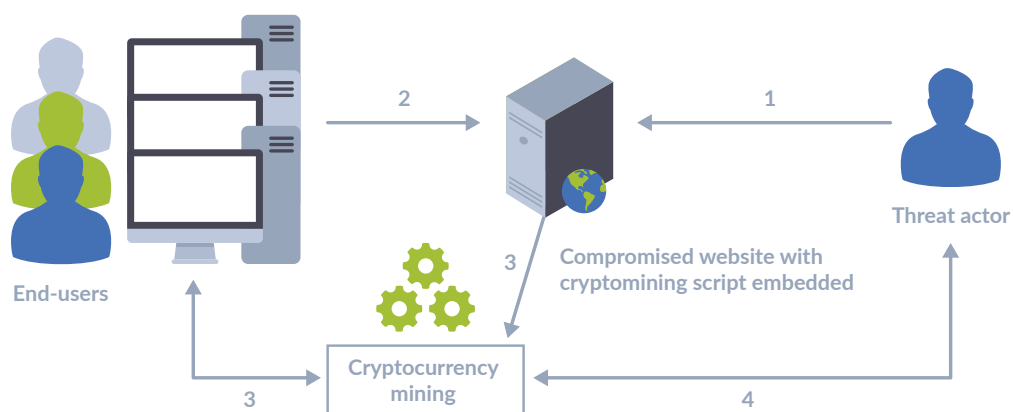 2
1
Threat actor
3
Compromised website with
cryptomining script embedded
End-users
Cryptocurrency
mining
3
4